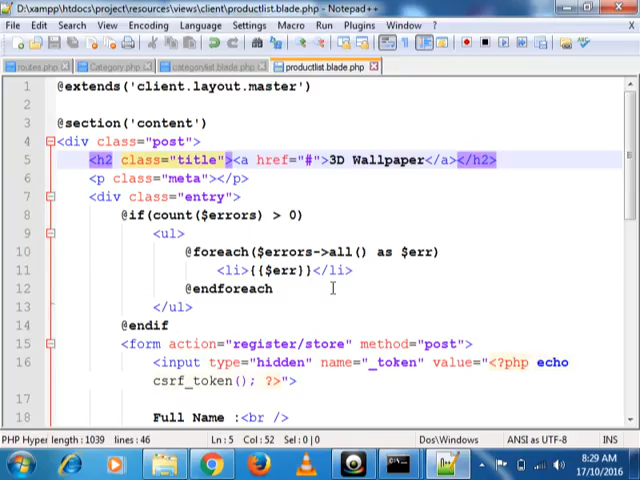 D:\xampp\htdocs\project\resources\views\client\productlist.blade.php - Notepad++
File Edit Search View Encoding Language Settings Macro Run Plugins Window ?
routes.php Category.php categorylist.blade.php productlist.blade.php
1 @extends('client.layout.master')
2
3 @section('content')
4 <div class="post">
5 <h2 class="title"><a href="#">3D Wallpaper</a></h2>
6 <p class="meta"></p>
7 <div class="entry">
8 @if(count($errors) > 0)
9 <ul>
10 @foreach($errors->all() as $err)
11 <li>{{$err}}</li>
12 @endforeach
13 </ul>
14 @endif
15 <form action="register/store" method="post">
16 <input type="hidden" name="_token" value="<?php echo
csrf_token(); ?>">
17
18 Full Name :<br />
PHP Hyper length : 1039 lines : 46 Ln : 5 Col : 52 Sel : 0 | 0 Dos\Windows ANSI as UTF-8 INS
8:29 AM
17/10/2016